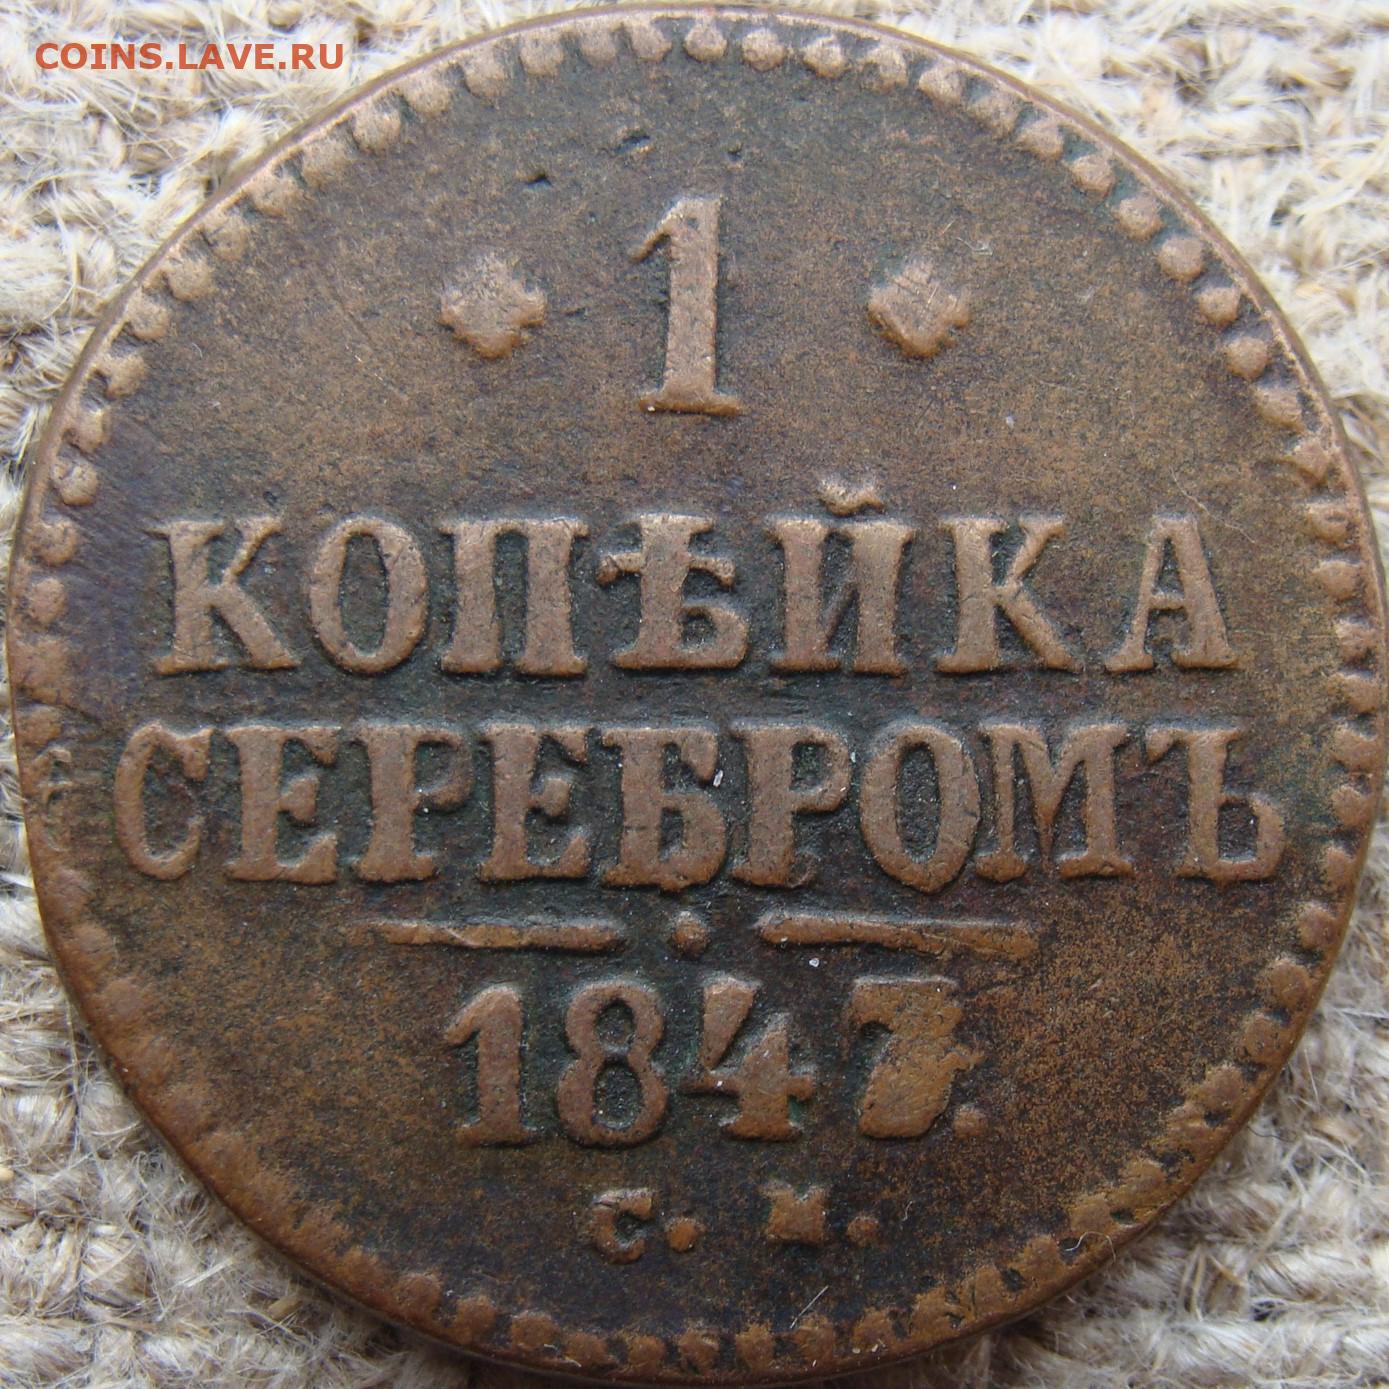 COINS.LAVE.RU
1
КОПѢЙКА
СЕРЕБРОМЪ
1847.
С. М.